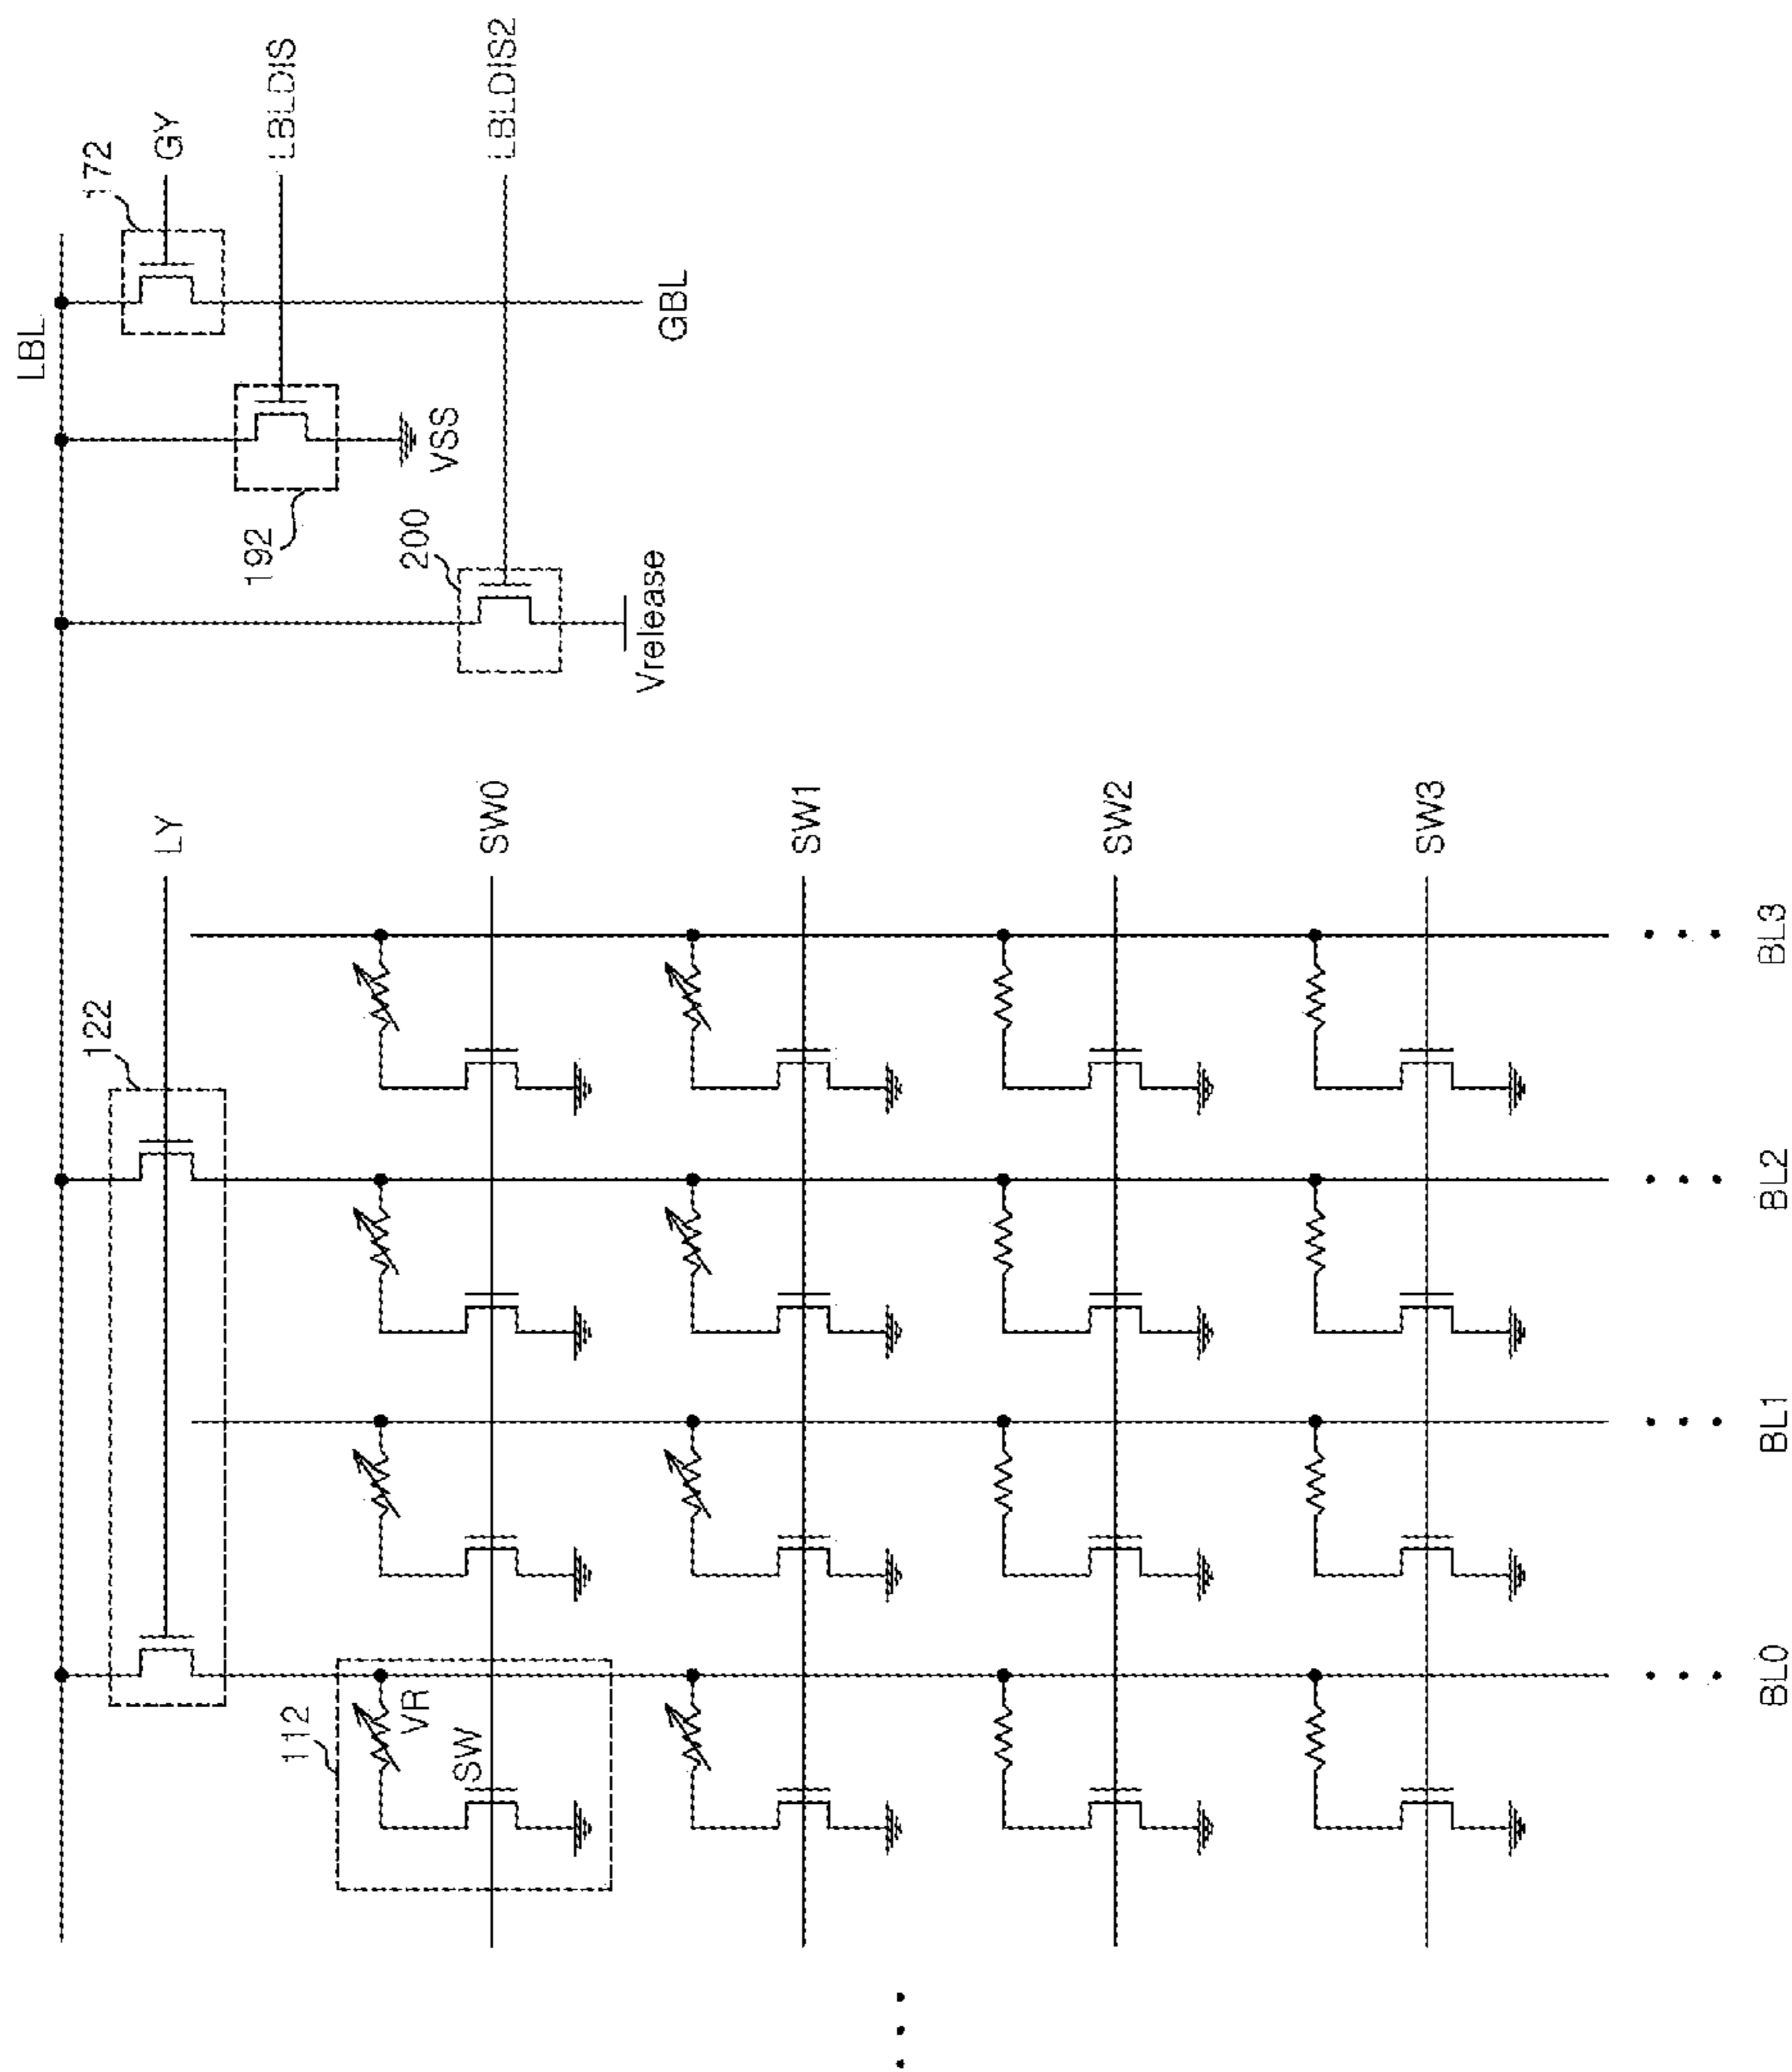 LBL
172
GY
LBLDIS
192
VSS
GBL
LBLDIS2
200
Vrelease
122
LY
112
VR
SW
SW0
SW1
SW2
SW3
BL0
BL1
BL2
BL3